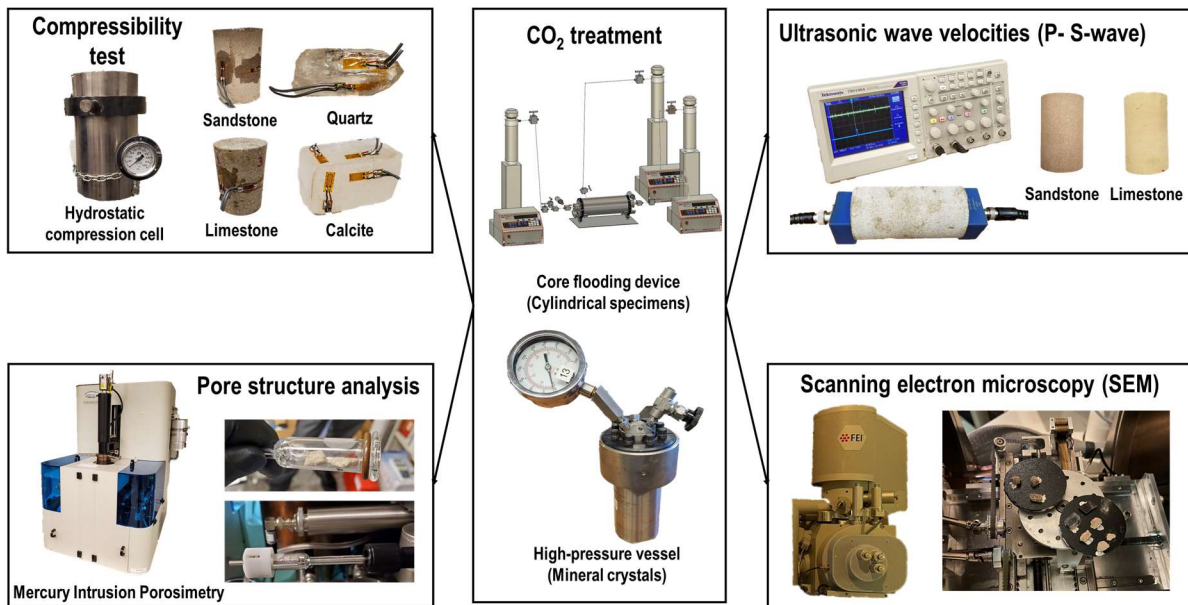 Compressibility
test
Sandstone
Quartz
Limestone
Calcite
Hydrostatic
compression cell
CO₂ treatment
Core flooding device
(Cylindrical specimens)
13
High-pressure vessel
(Mineral crystals)
Ultrasonic wave velocities (P- S-wave)
Tektronix
Sandstone
Limestone
Pore structure analysis
Mercury Intrusion Porosimetry
Scanning electron microscopy (SEM)
FEI